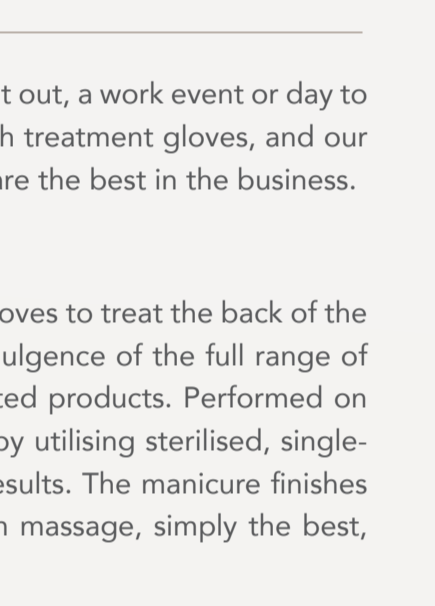 t out, a work event or day to
h treatment gloves, and our
are the best in the business.
oves to treat the back of the
ulgence of the full range of
ted products. Performed on
by utilising sterilised, single-
esults. The manicure finishes
n massage, simply the best,